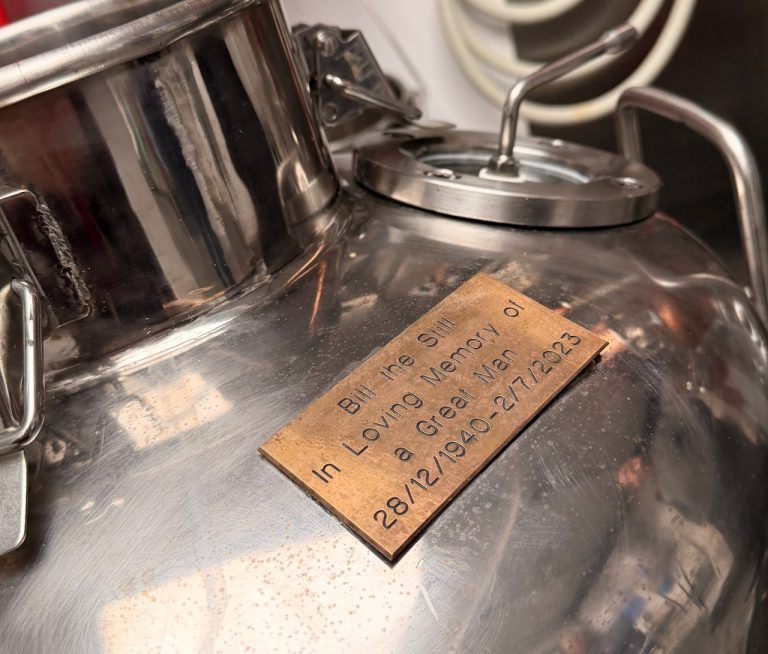 Bill the Still
In Loving Memory of
a Great Man
28/12/1940-2/7/2023